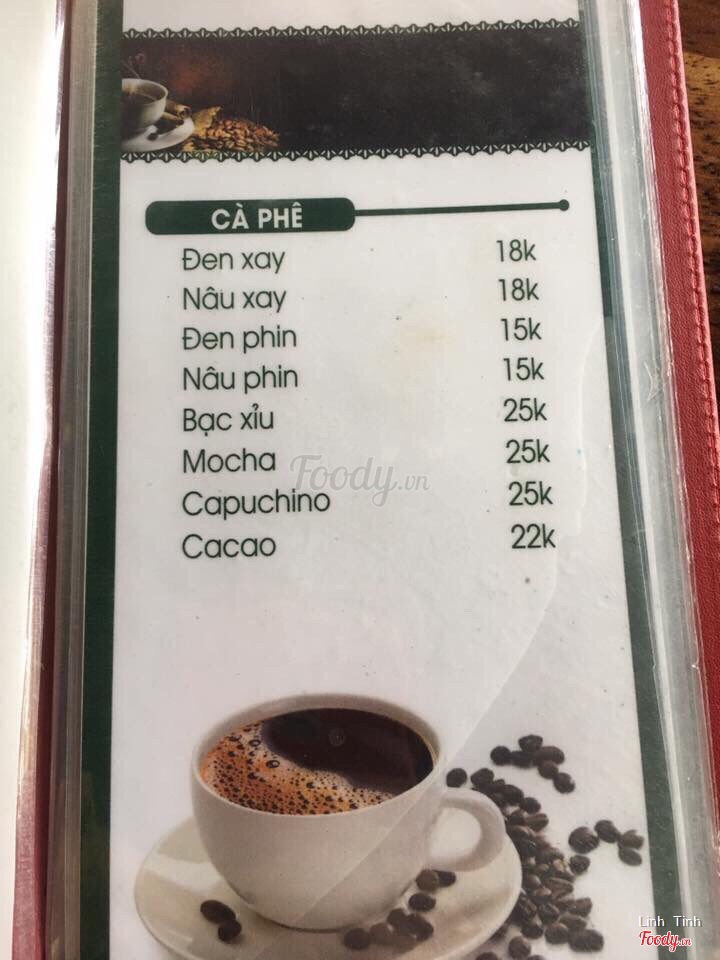 CÀ PHÊ
Đen xay 18k
Nâu xay 18k
Đen phin 15k
Nâu phin 15k
Bạc xỉu 25k
Mocha 25k
Foody.vn
Capuchino 25k
Cacao 22k
Linh Tinh
Foody.vn